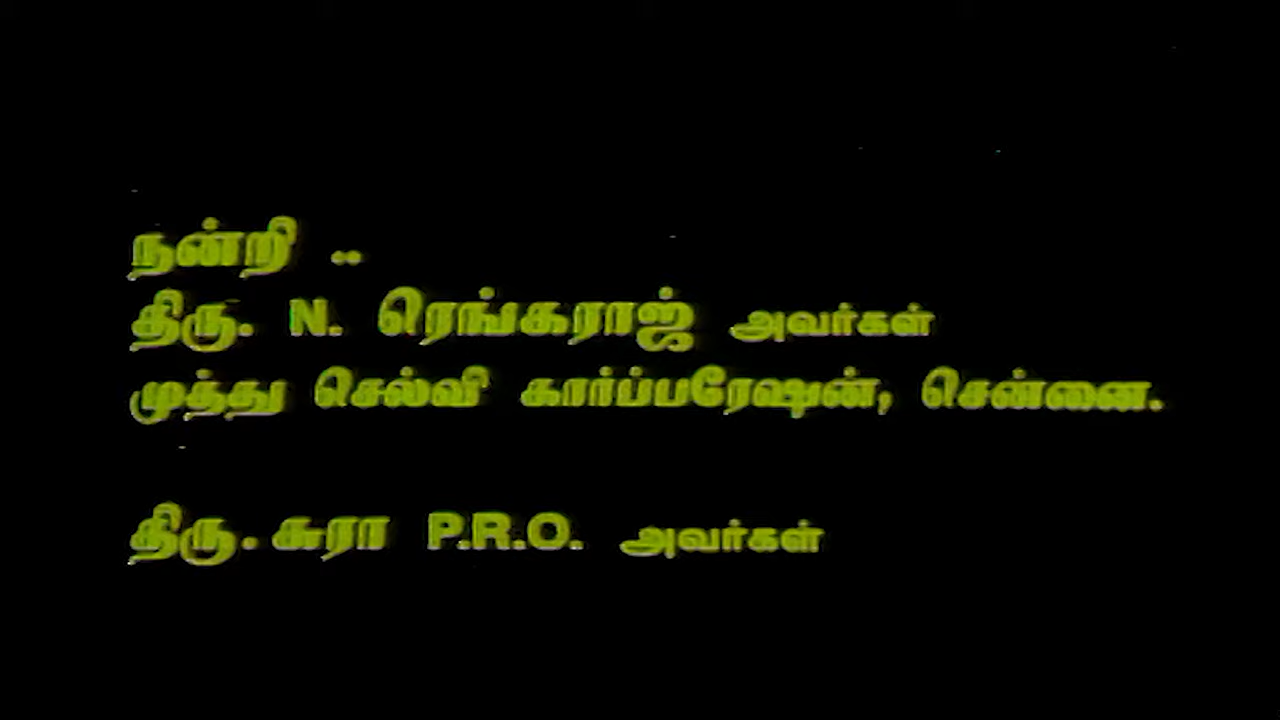 நன்றி ..
திரு. N. ரெங்கராஜ் அவர்கள்
முத்து செல்வி கார்ப்பரேஷன், சென்னை.
திரு. சுரா P.R.O. அவர்கள்